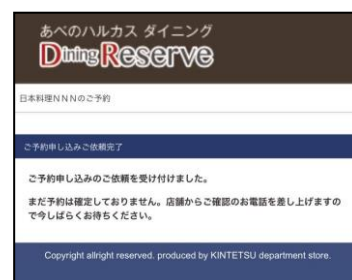 あべのハルカス ダイニング
Dining Reserve
日本料理NNNのご予約
ご予約申し込みご依頼完了
ご予約申し込みのご依頼を受け付けました。
まだ予約は確定しておりません。店舗からご確認のお電話を差し上げますの
で今しばらくお待ちください。
Copyright allright reserved. produced by KINTETSU department store.